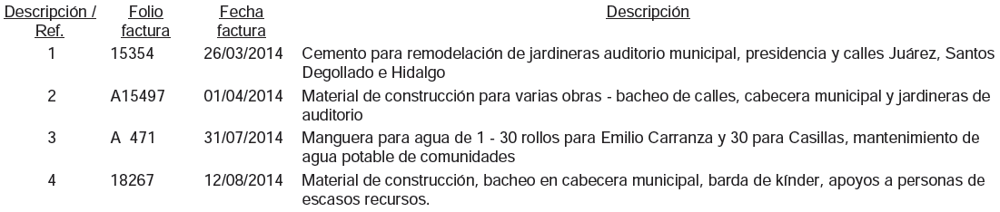 Descripción / Ref. Folio factura Fecha factura Descripción
1 15354 26/03/2014 Cemento para remodelación de jardineras auditorio municipal, presidencia y calles Juárez, Santos
Degollado e Hidalgo
2 A15497 01/04/2014 Material de construcción para varias obras - bacheo de calles, cabecera municipal y jardineras de
auditorio
3 A 471 31/07/2014 Manguera para agua de 1 - 30 rollos para Emilio Carranza y 30 para Casillas, mantenimiento de
agua potable de comunidades
4 18267 12/08/2014 Material de construcción, bacheo en cabecera municipal, barda de kínder, apoyos a personas de
escasos recursos.